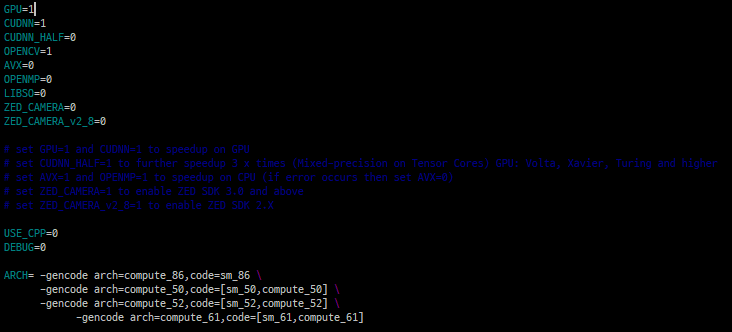 GPU=1
CUDNN=1
CUDNN_HALF=0
OPENCV=1
AVX=0
OPENMP=0
LIBSO=0
ZED_CAMERA=0
ZED_CAMERA_v2_8=0
# set GPU=1 and CUDNN=1 to speedup on GPU
# set CUDNN_HALF=1 to further speedup 3 x times (Mixed-precision on Tensor Cores) GPU: Volta, Xavier, Turing and higher
# set AVX=1 and OPENMP=1 to speedup on CPU (if error occurs then set AVX=0)
# set ZED_CAMERA=1 to enable ZED SDK 3.0 and above
# set ZED_CAMERA_v2_8=1 to enable ZED SDK 2.X
USE_CPP=0
DEBUG=0
ARCH= -gencode arch=compute_86,code=sm_86 \
-gencode arch=compute_50,code=[sm_50,compute_50] \
-gencode arch=compute_52,code=[sm_52,compute_52] \
-gencode arch=compute_61,code=[sm_61,compute_61]